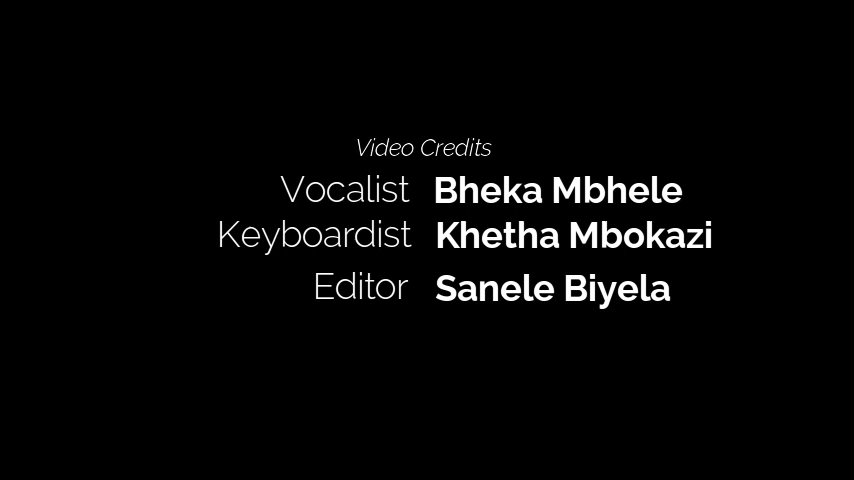 Video Credits
Vocalist Bheka Mbhele
Keyboardist Khetha Mbokazi
Editor Sanele Biyela